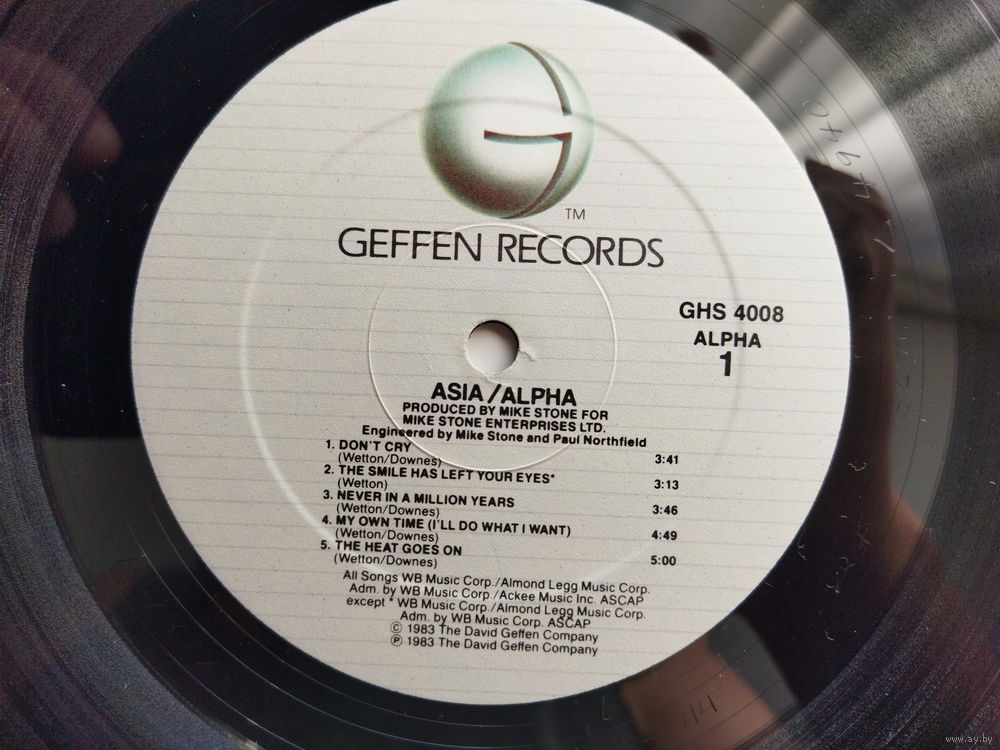 TM
GEFFEN RECORDS
GHS 4008
ALPHA
1
ASIA/ALPHA
PRODUCED BY MIKE STONE FOR
MIKE STONE ENTERPRISES LTD.
Engineered by Mike Stone and Paul Northfield
1. DON'T CRY
(Wetton/Downes) 3:41
2. THE SMILE HAS LEFT YOUR EYES*
(Wetton) 3:13
3. NEVER IN A MILLION YEARS
(Wetton/Downes) 3:46
4. MY OWN TIME (I'LL DO WHAT I WANT)
(Wetton/Downes) 4:49
5. THE HEAT GOES ON
(Wetton/Downes) 5:00
All Songs WB Music Corp./Almond Legg Music Corp.
Adm. by WB Music Corp./Ackee Music Inc. ASCAP
except * WB Music Corp./Almond Legg Music Corp.
Adm. by WB Music Corp. ASCAP
© 1983 The David Geffen Company
℗ 1983 The David Geffen Company
www.ay.by